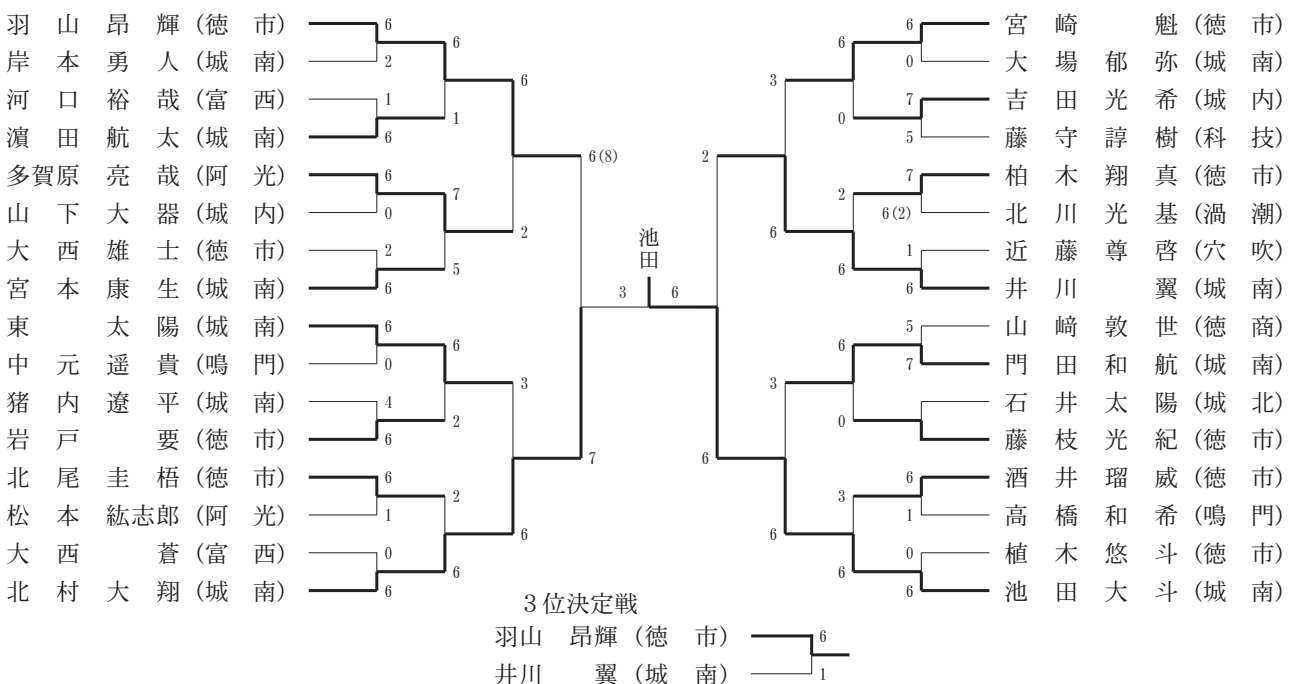 羽山昂輝(徳市) 6 6 宮崎魁(徳市)
6 6
岸本勇人(城南) 2 0 大場郁弥(城南)
6 3
河口裕哉(富西) 1 7 吉田光希(城内)
1 0
濵田航太(城南) 6 5 藤守諄樹(科技)
6(8) 2
多賀原亮哉(阿光) 6 7 柏木翔真(徳市)
7 2
山下大器(城内) 0 6(2) 北川光基(渦潮)
2 6
大西雄士(徳市) 2 1 近藤尊啓(穴吹)
5 6
宮本康生(城南) 6 6 井川翼(城南)
池田
3 6
東太陽(城南) 6 5 山﨑敦世(徳商)
6 6
中元遥貴(鳴門) 0 7 門田和航(城南)
3 3
猪内遼平(城南) 4 石井太陽(城北)
2 0
岩戸要(徳市) 6 藤枝光紀(徳市)
7 6
北尾圭梧(徳市) 6 6 酒井瑠威(徳市)
2 3
松本紘志郎(阿光) 1 1 高橋和希(鳴門)
6 6
大西蒼(富西) 0 0 植木悠斗(徳市)
6 6
北村大翔(城南) 6 6 池田大斗(城南)
3位決定戦
羽山昂輝(徳市) 6
井川翼(城南) 1